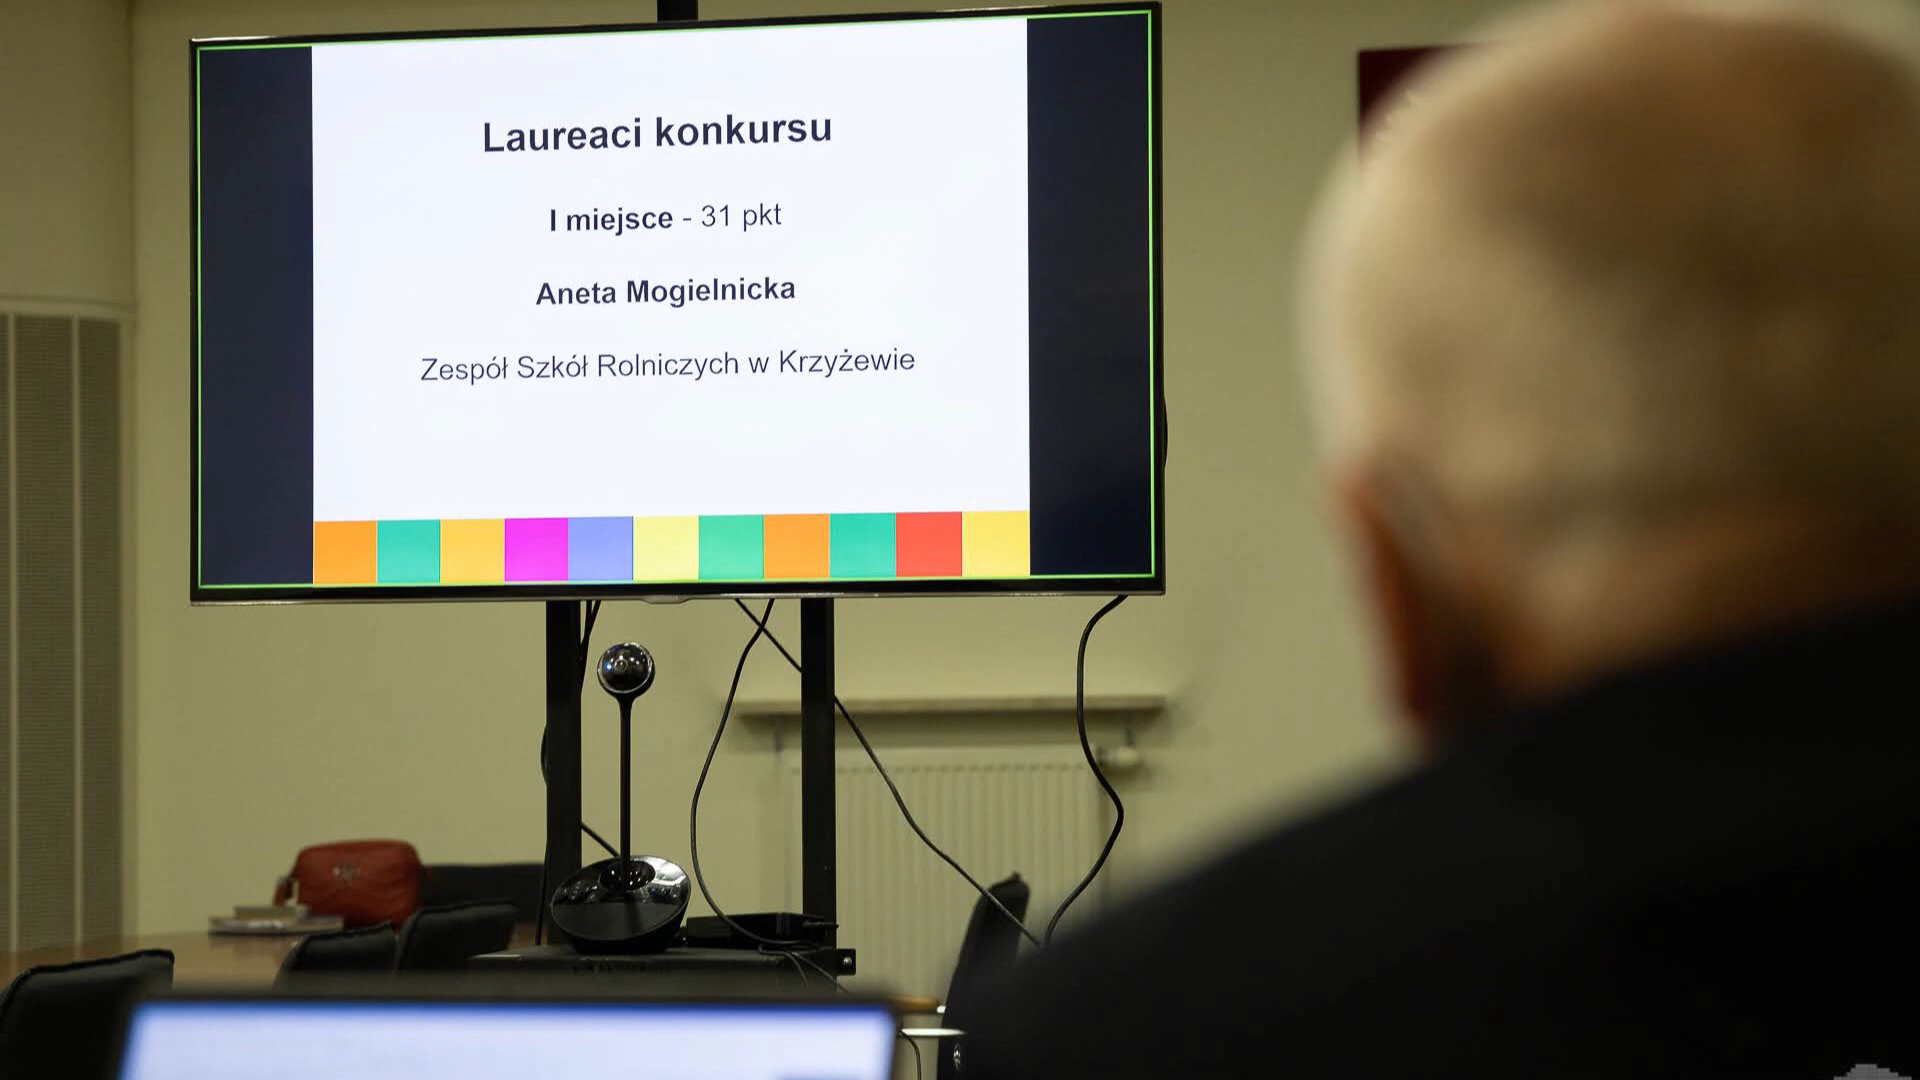 Laureaci konkursu
I miejsce - 31 pkt
Aneta Mogielnicka
Zespół Szkół Rolniczych w Krzyżewie